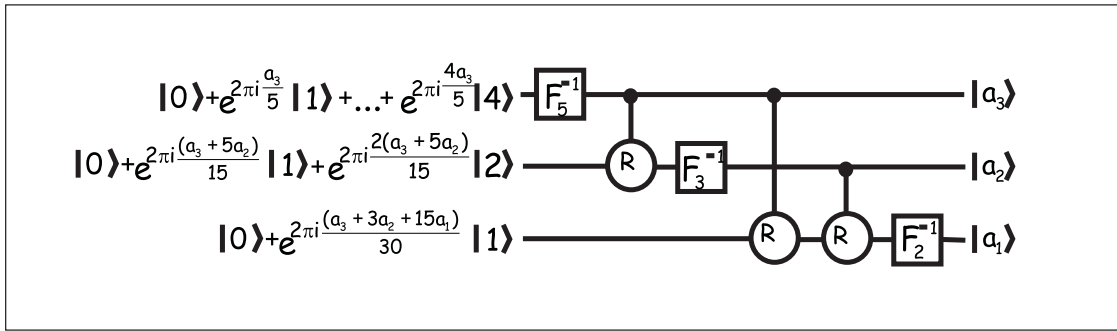 |0⟩+e^{2πi a₃/5} |1⟩ +...+ e^{2πi 4a₃/5} |4⟩ F₅⁻¹ |a₃⟩
|0⟩+e^{2πi (a₃ + 5a₂)/15} |1⟩+ e^{2πi 2(a₃ + 5a₂)/15} |2⟩ R F₃⁻¹ |a₂⟩
|0⟩+e^{2πi (a₃ + 3a₂ + 15a₁)/30} |1⟩ R R F₂⁻¹ |a₁⟩